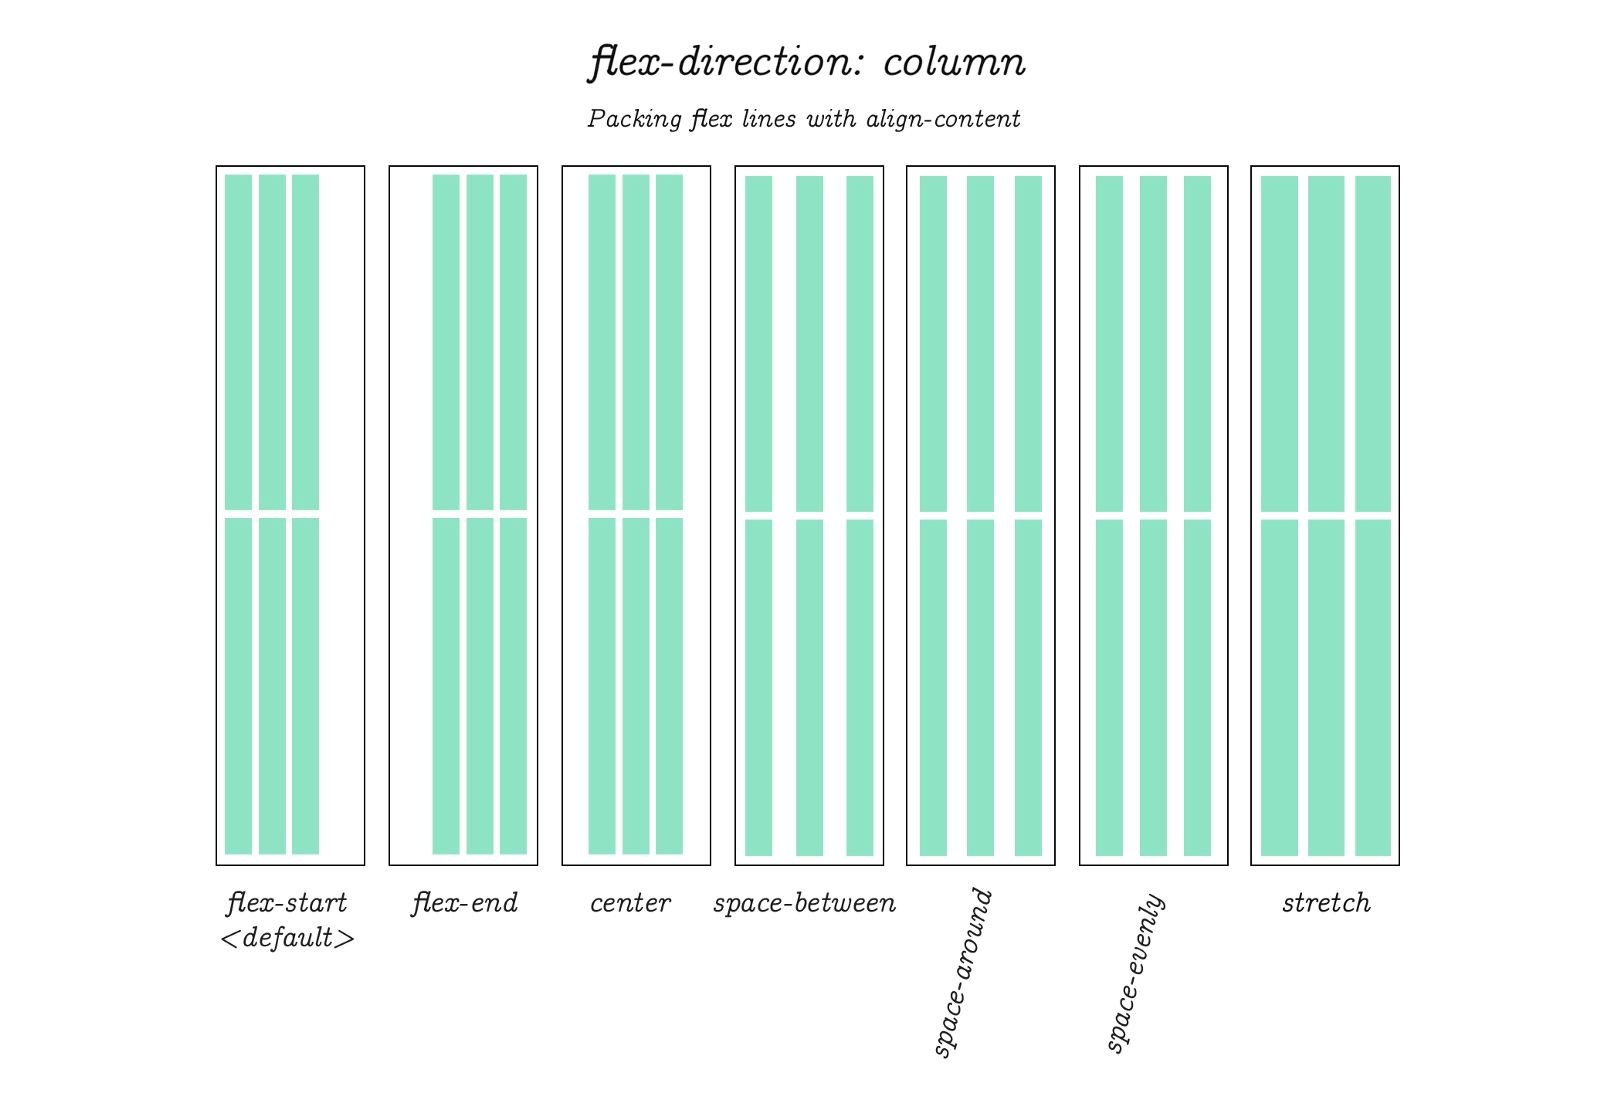 flex-direction: column
Packing flex lines with align-content
flex-start
<default>
flex-end
center
space-between
space-around
space-evenly
stretch